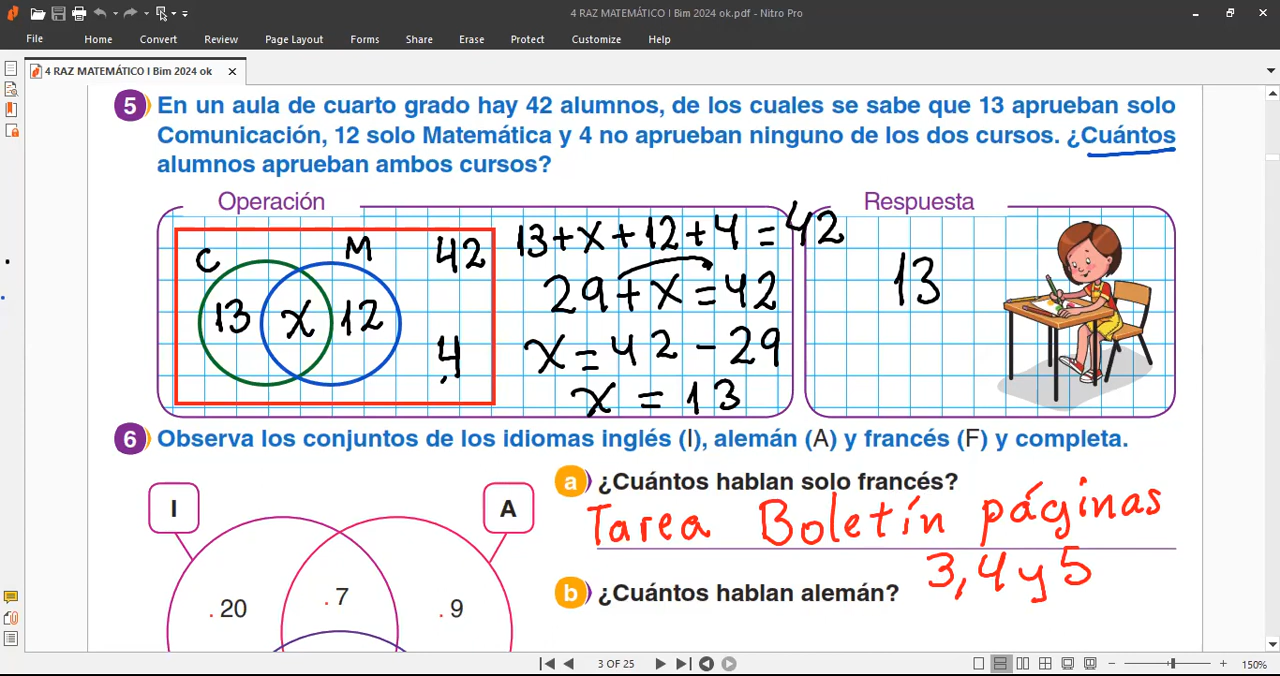 4 RAZ MATEMÁTICO I Bim 2024 ok.pdf - Nitro Pro
File Home Convert Review Page Layout Forms Share Erase Protect Customize Help
4 RAZ MATEMÁTICO I Bim 2024 ok
5 En un aula de cuarto grado hay 42 alumnos, de los cuales se sabe que 13 aprueban solo
Comunicación, 12 solo Matemática y 4 no aprueban ninguno de los dos cursos. ¿Cuántos
alumnos aprueban ambos cursos?
Operación
C M 42
13 x 12
4
13+x+12+4=42
29+x=42
x=42-29
x=13
Respuesta
13
6 Observa los conjuntos de los idiomas inglés (I), alemán (A) y francés (F) y completa.
I A
.20 .7 .9
a ¿Cuántos hablan solo francés?
Tarea Boletín páginas
3,4 y 5
b ¿Cuántos hablan alemán?
3 OF 25
150%